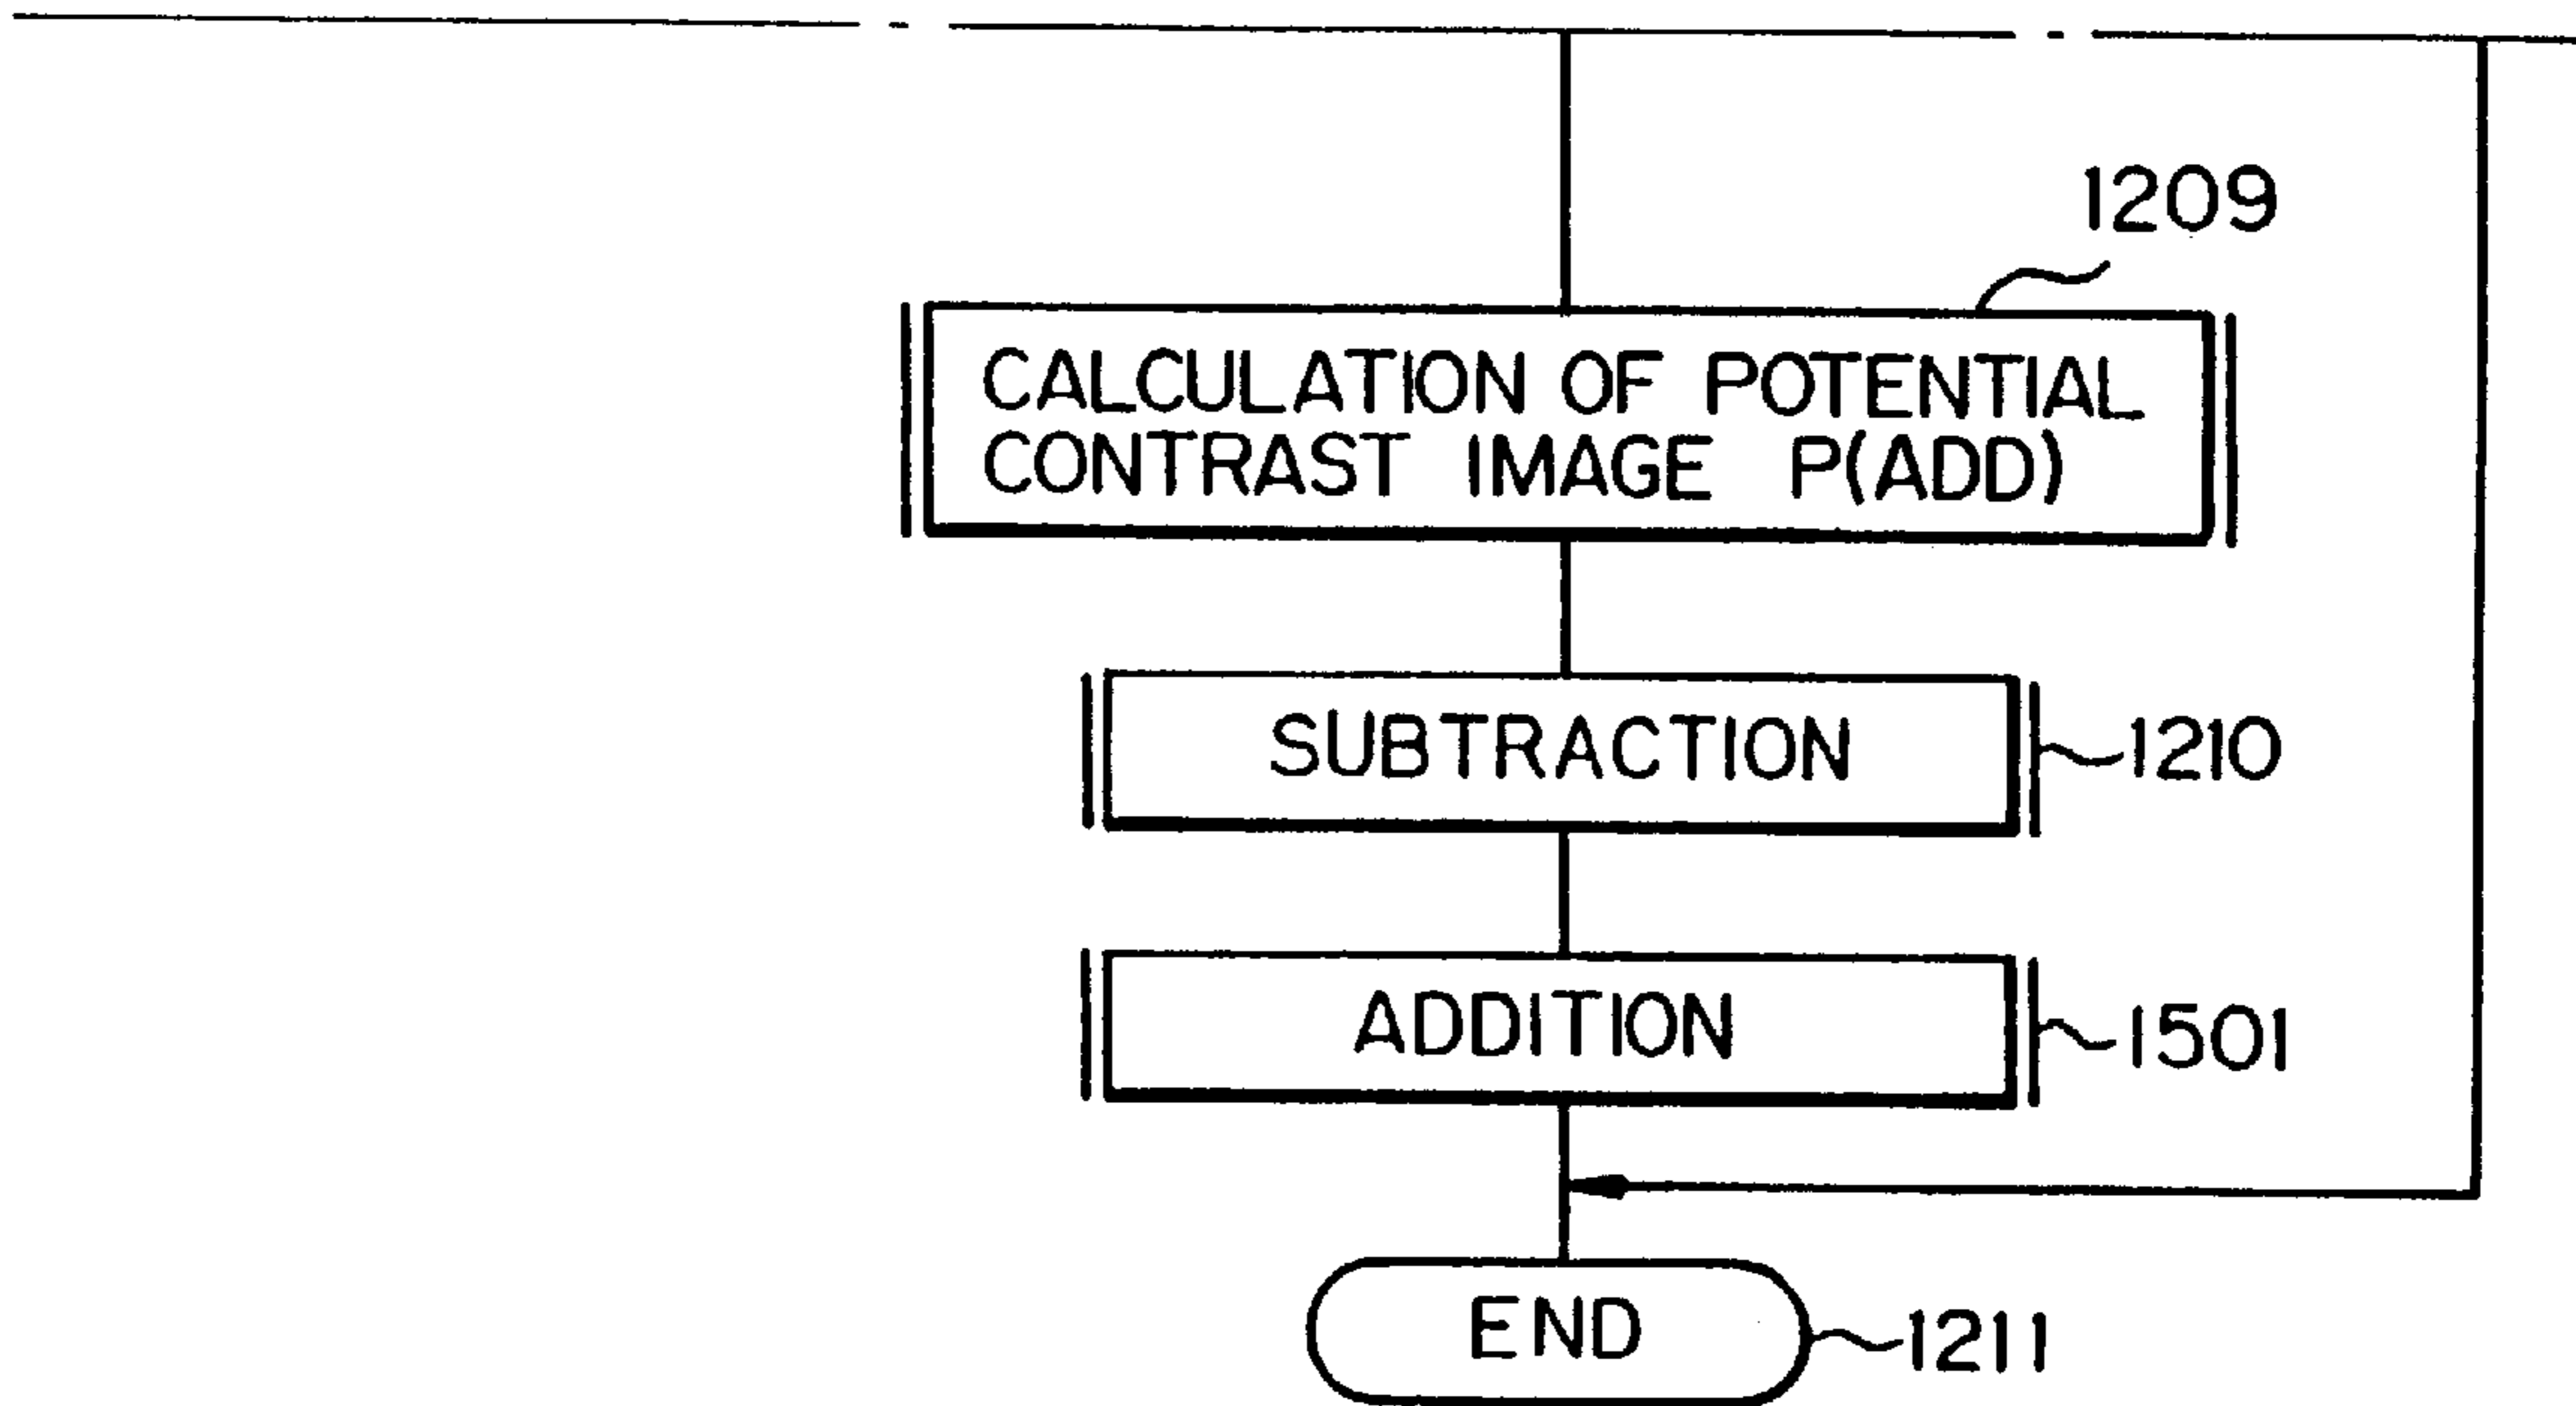 1209
CALCULATION OF POTENTIAL
CONTRAST IMAGE P(ADD)
SUBTRACTION
1210
ADDITION
1501
END
1211